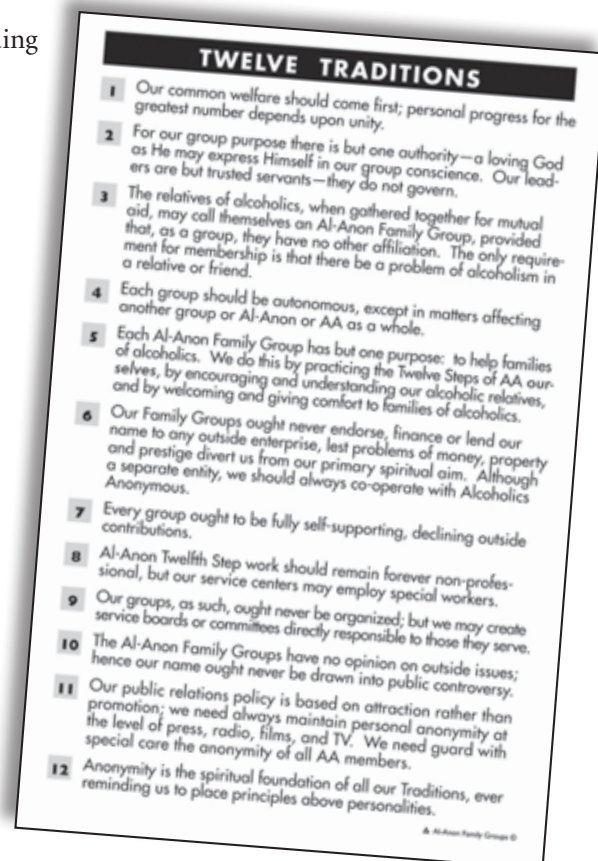 ing
TWELVE TRADITIONS
1 Our common welfare should come first; personal progress for the
greatest number depends upon unity.
2 For our group purpose there is but one authority—a loving God
as He may express Himself in our group conscience. Our lead-
ers are but trusted servants—they do not govern.
3 The relatives of alcoholics, when gathered together for mutual
aid, may call themselves an Al-Anon Family Group, provided
that, as a group, they have no other affiliation. The only require-
ment for membership is that there be a problem of alcoholism in
a relative or friend.
4 Each group should be autonomous, except in matters affecting
another group or Al-Anon or AA as a whole.
5 Each Al-Anon Family Group has but one purpose: to help families
of alcoholics. We do this by practicing the Twelve Steps of AA our-
selves, by encouraging and understanding our alcoholic relatives,
and by welcoming and giving comfort to families of alcoholics.
6 Our Family Groups ought never endorse, finance or lend our
name to any outside enterprise, lest problems of money, property
and prestige divert us from our primary spiritual aim. Although
a separate entity, we should always co-operate with Alcoholics
Anonymous.
7 Every group ought to be fully self-supporting, declining outside
contributions.
8 Al-Anon Twelfth Step work should remain forever non-profes-
sional, but our service centers may employ special workers.
9 Our groups, as such, ought never be organized; but we may create
service boards or committees directly responsible to those they serve.
10 The Al-Anon Family Groups have no opinion on outside issues;
hence our name ought never be drawn into public controversy.
11 Our public relations policy is based on attraction rather than
promotion; we need always maintain personal anonymity at
the level of press, radio, films, and TV. We need guard with
special care the anonymity of all AA members.
12 Anonymity is the spiritual foundation of all our Traditions, ever
reminding us to place principles above personalities.
Al-Anon Family Groups ©